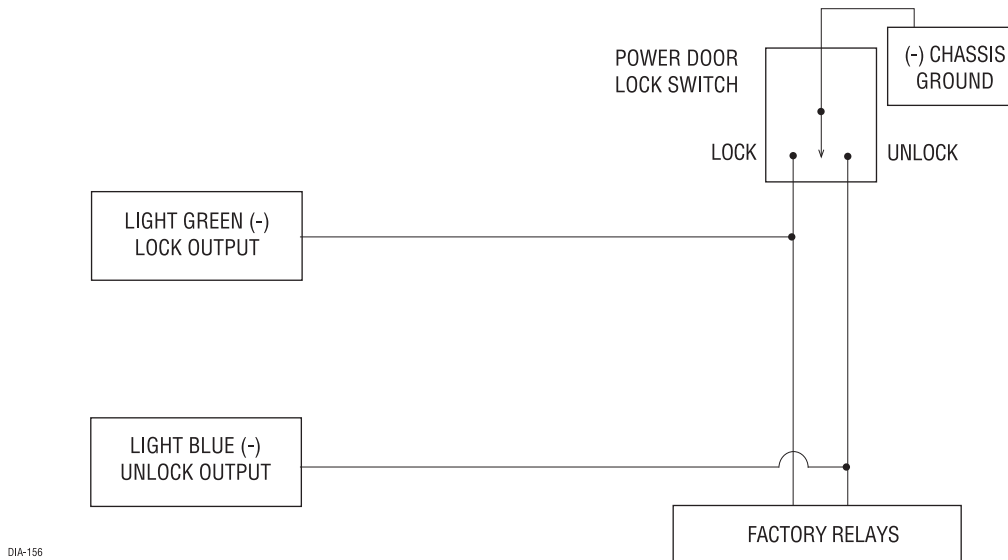 POWER DOOR
LOCK SWITCH
(-) CHASSIS
GROUND
LOCK
UNLOCK
LIGHT GREEN (-)
LOCK OUTPUT
LIGHT BLUE (-)
UNLOCK OUTPUT
FACTORY RELAYS
DIA-156